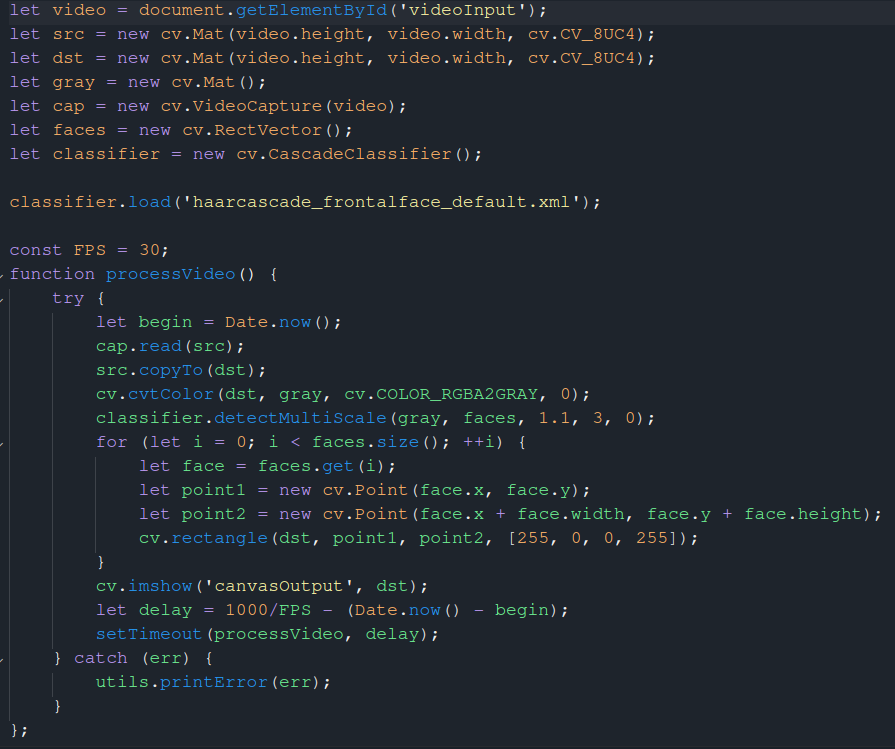 let video = document.getElementById('videoInput');
let src = new cv.Mat(video.height, video.width, cv.CV_8UC4);
let dst = new cv.Mat(video.height, video.width, cv.CV_8UC4);
let gray = new cv.Mat();
let cap = new cv.VideoCapture(video);
let faces = new cv.RectVector();
let classifier = new cv.CascadeClassifier();

classifier.load('haarcascade_frontalface_default.xml');

const FPS = 30;
function processVideo() {
    try {
        let begin = Date.now();
        cap.read(src);
        src.copyTo(dst);
        cv.cvtColor(dst, gray, cv.COLOR_RGBA2GRAY, 0);
        classifier.detectMultiScale(gray, faces, 1.1, 3, 0);
        for (let i = 0; i < faces.size(); ++i) {
            let face = faces.get(i);
            let point1 = new cv.Point(face.x, face.y);
            let point2 = new cv.Point(face.x + face.width, face.y + face.height);
            cv.rectangle(dst, point1, point2, [255, 0, 0, 255]);
        }
        cv.imshow('canvasOutput', dst);
        let delay = 1000/FPS - (Date.now() - begin);
        setTimeout(processVideo, delay);
    } catch (err) {
        utils.printError(err);
    }
};